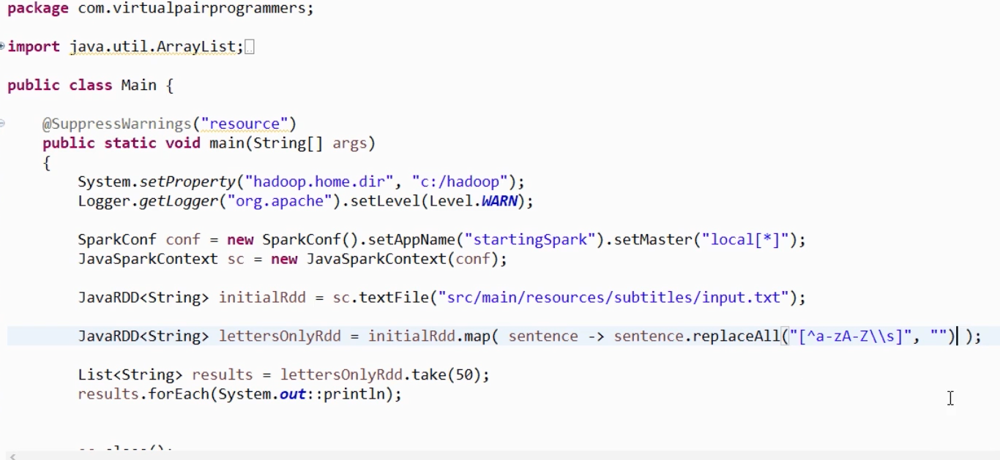 package com.virtualpairprogrammers;
import java.util.ArrayList;
public class Main {
@SuppressWarnings("resource")
public static void main(String[] args)
{
System.setProperty("hadoop.home.dir", "c:/hadoop");
Logger.getLogger("org.apache").setLevel(Level.WARN);
SparkConf conf = new SparkConf().setAppName("startingSpark").setMaster("local[*]");
JavaSparkContext sc = new JavaSparkContext(conf);
JavaRDD<String> initialRdd = sc.textFile("src/main/resources/subtitles/input.txt");
JavaRDD<String> lettersOnlyRdd = initialRdd.map( sentence -> sentence.replaceAll("[^a-zA-Z\\s]", "") );
List<String> results = lettersOnlyRdd.take(50);
results.forEach(System.out::println);